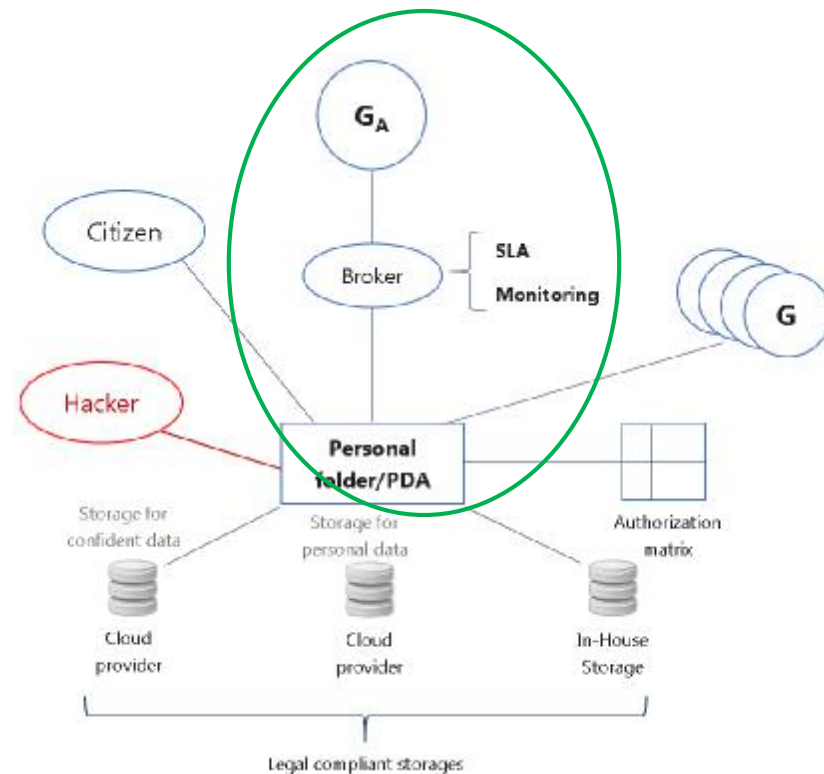 G_A
Citizen
Broker
SLA
Monitoring
G
Hacker
Personal
folder/PDA
Storage for
confident data
Storage for
personal data
Authorization
matrix
Cloud
provider
Cloud
provider
In-House
Storage
Legal compliant storages